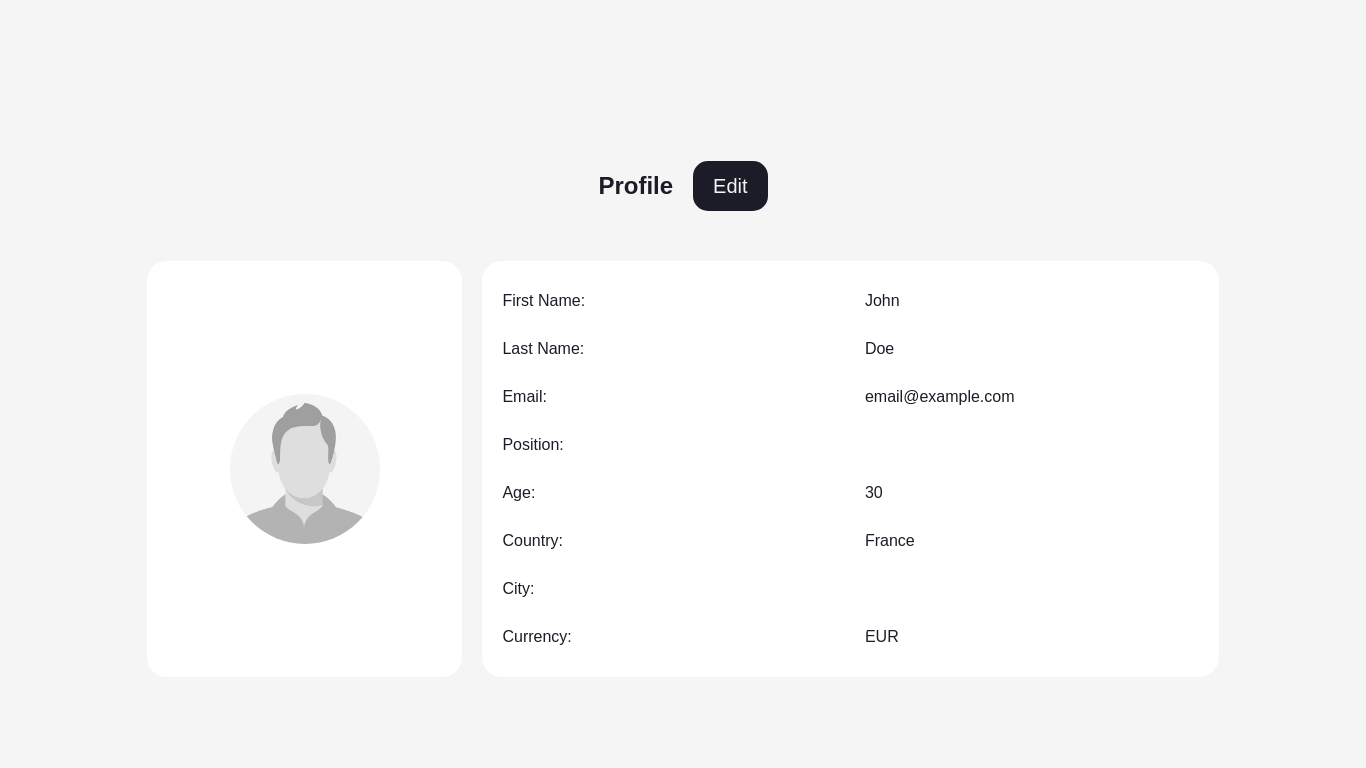 Profile Edit
First Name: John
Last Name: Doe
Email: email@example.com
Position:
Age: 30
Country: France
City:
Currency: EUR